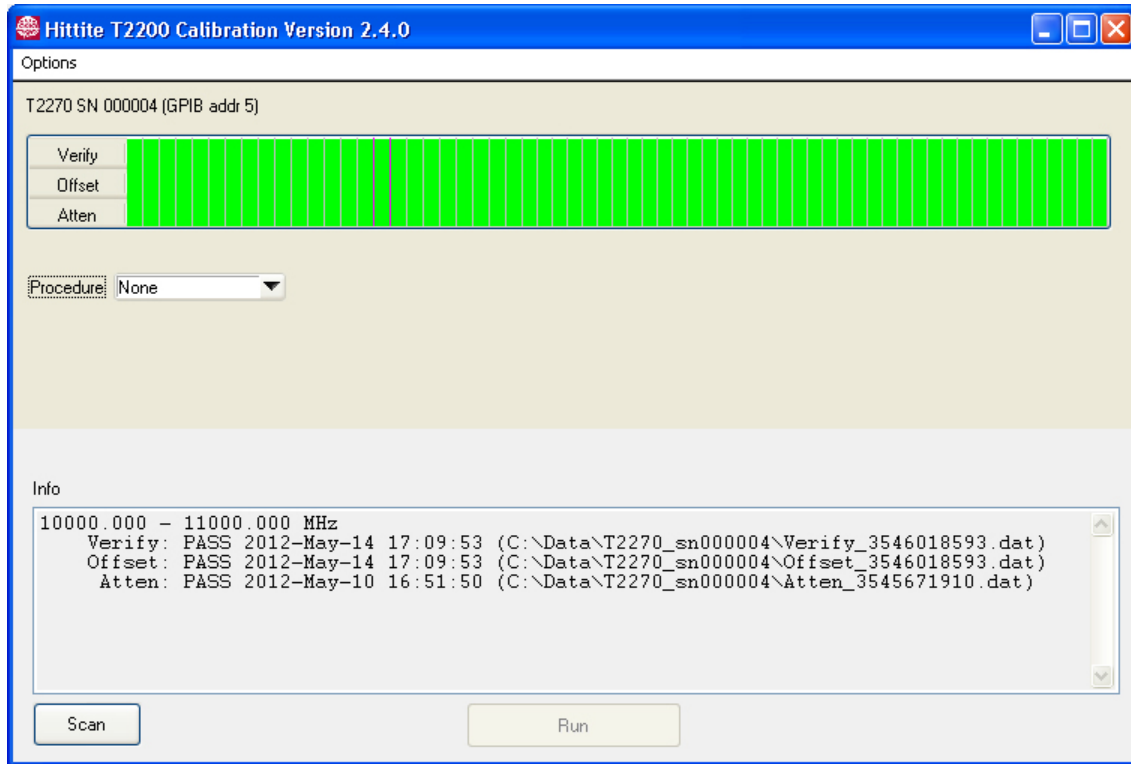 Hittite T2200 Calibration Version 2.4.0
Options
T2270 SN 000004 (GPIB addr 5)
Verify
Offset
Atten
Procedure None
Info
10000.000 – 11000.000 MHz
Verify: PASS 2012–May–14 17:09:53 (C:\Data\T2270_sn000004\Verify_3546018593.dat)
Offset: PASS 2012–May–14 17:09:53 (C:\Data\T2270_sn000004\Offset_3546018593.dat)
Atten: PASS 2012–May–10 16:51:50 (C:\Data\T2270_sn000004\Atten_3545671910.dat)
Scan Run